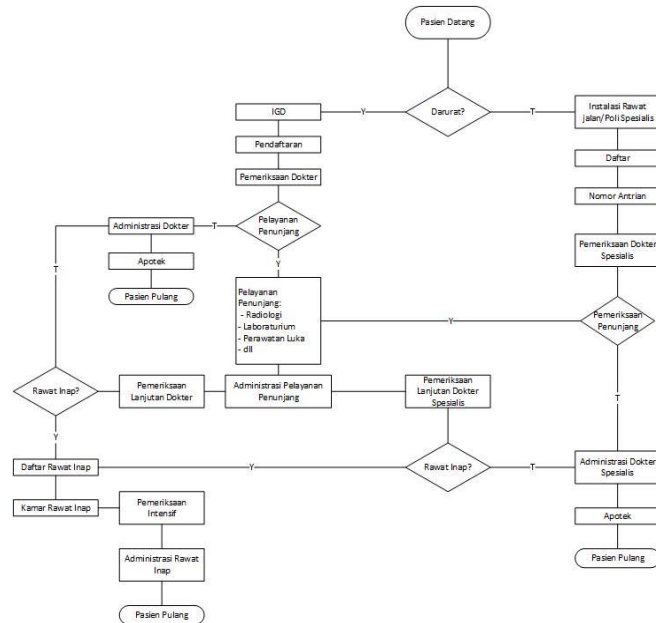 Pasien Datang
IGD
Y
Darurat?
T
Instalasi Rawat
jalan/Poli Spesialis
Pendaftaran
Daftar
Pemeriksaan Dokter
Nomor Antrian
Administrasi Dokter
T
Pelayanan
Penunjang
Pemeriksaan Dokter
Spesialis
Apotek
T
Y
Pasien Pulang
Pelayanan
Penunjang:
- Radiologi
- Laboraturium
- Perawatan Luka
- dll
Y
Pemeriksaan
Penunjang
Rawat Inap?
Pemeriksaan
Lanjutan Dokter
Administrasi Pelayanan
Penunjang
Pemeriksaan
Lanjutan Dokter
Spesialis
T
Y
Daftar Rawat Inap
Y
Rawat Inap?
T
Administrasi Dokter
Spesialis
Kamar Rawat Inap
Pemeriksaan
Intensif
Apotek
Administrasi Rawat
Inap
Pasien Pulang
Pasien Pulang